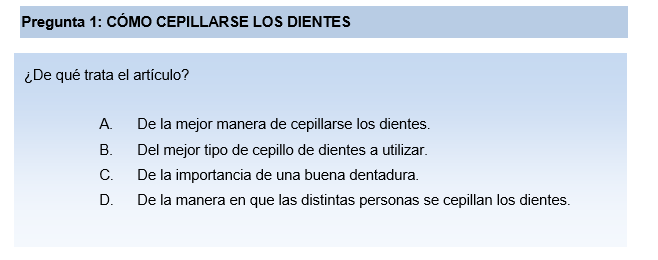 Pregunta 1: CÓMO CEPILLARSE LOS DIENTES
¿De qué trata el artículo?
A. De la mejor manera de cepillarse los dientes.
B. Del mejor tipo de cepillo de dientes a utilizar.
C. De la importancia de una buena dentadura.
D. De la manera en que las distintas personas se cepillan los dientes.